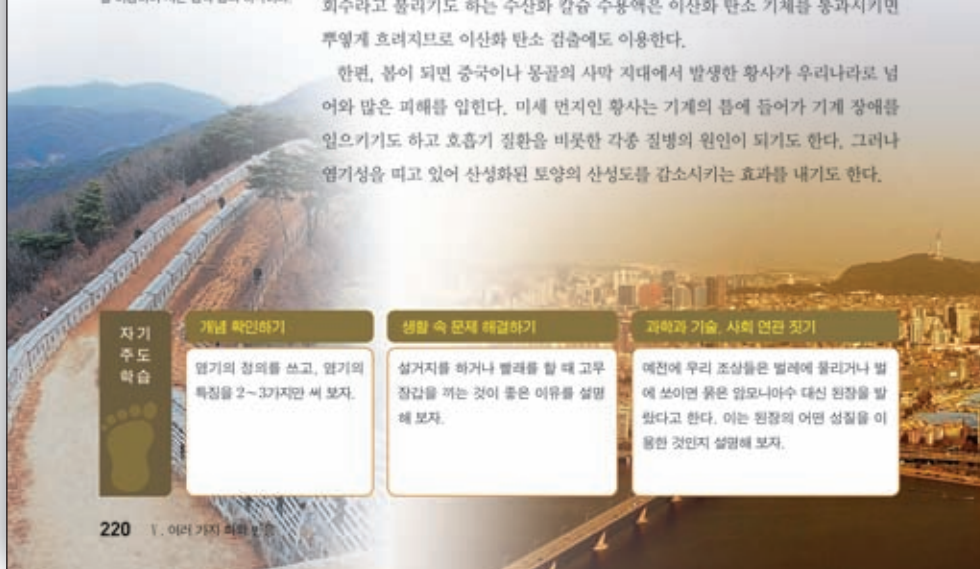 회수라고 불리기도 하는 수산화 칼슘 수용액은 이산화 탄소 기체를 통과시키면
뿌옇게 흐려지므로 이산화 탄소 검출에도 이용한다.
한편, 봄이 되면 중국이나 몽골의 사막 지대에서 발생한 황사가 우리나라로 넘
어와 많은 피해를 입힌다. 미세 먼지인 황사는 기계의 틈에 들어가 기계 장애를
일으키기도 하고 호흡기 질환을 비롯한 각종 질병의 원인이 되기도 한다. 그러나
염기성을 띠고 있어 산성화된 토양의 산성도를 감소시키는 효과를 내기도 한다.
자기
주도
학습
개념 확인하기
염기의 정의를 쓰고, 염기의
특징을 2~3가지만 써 보자.
생활 속 문제 해결하기
설거지를 하거나 빨래를 할 때 고무
장갑을 끼는 것이 좋은 이유를 설명
해 보자.
과학과 기술, 사회 연관 짓기
예전에 우리 조상들은 벌레에 물리거나 벌
에 쏘이면 묽은 암모니아수 대신 된장을 발
랐다고 한다. 이는 된장의 어떤 성질을 이
용한 것인지 설명해 보자.
220 Ⅴ. 여러 가지 화학 반응